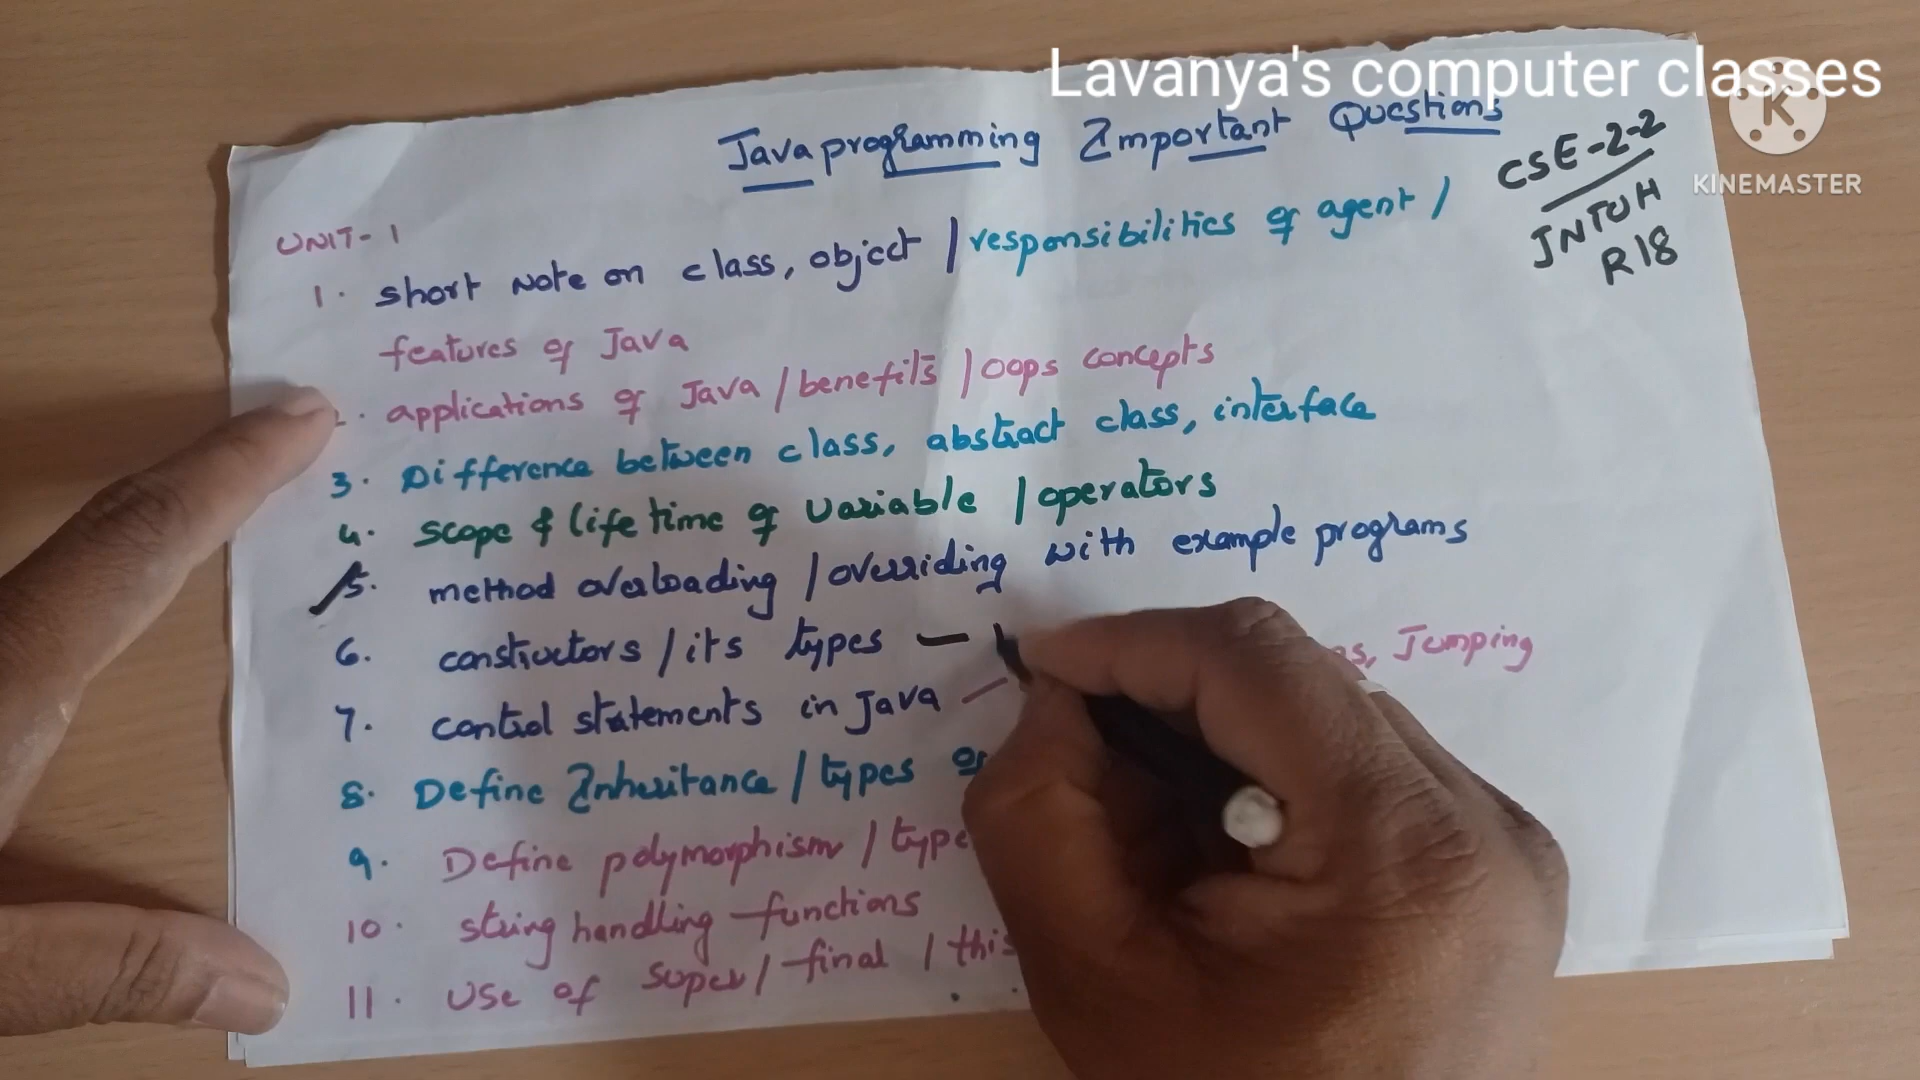 Lavanya's computer classes
K
KINEMASTER
Java programming Important Questions
CSE-2-2
JNTUH
R18
UNIT-1
1. short note on class, object / responsibilities of agent /
features of Java
applications of Java / benefits / oops concepts
3. Difference between class, abstract class, interface
4. scope & life time of variable / operators
5. method overloading / overriding with example programs
6. constructors / its types —
7. control statements in Java — Jumping
8. Define Inheritance / types of
9. Define polymorphism / type
10. string handling functions
11. use of super / final / this